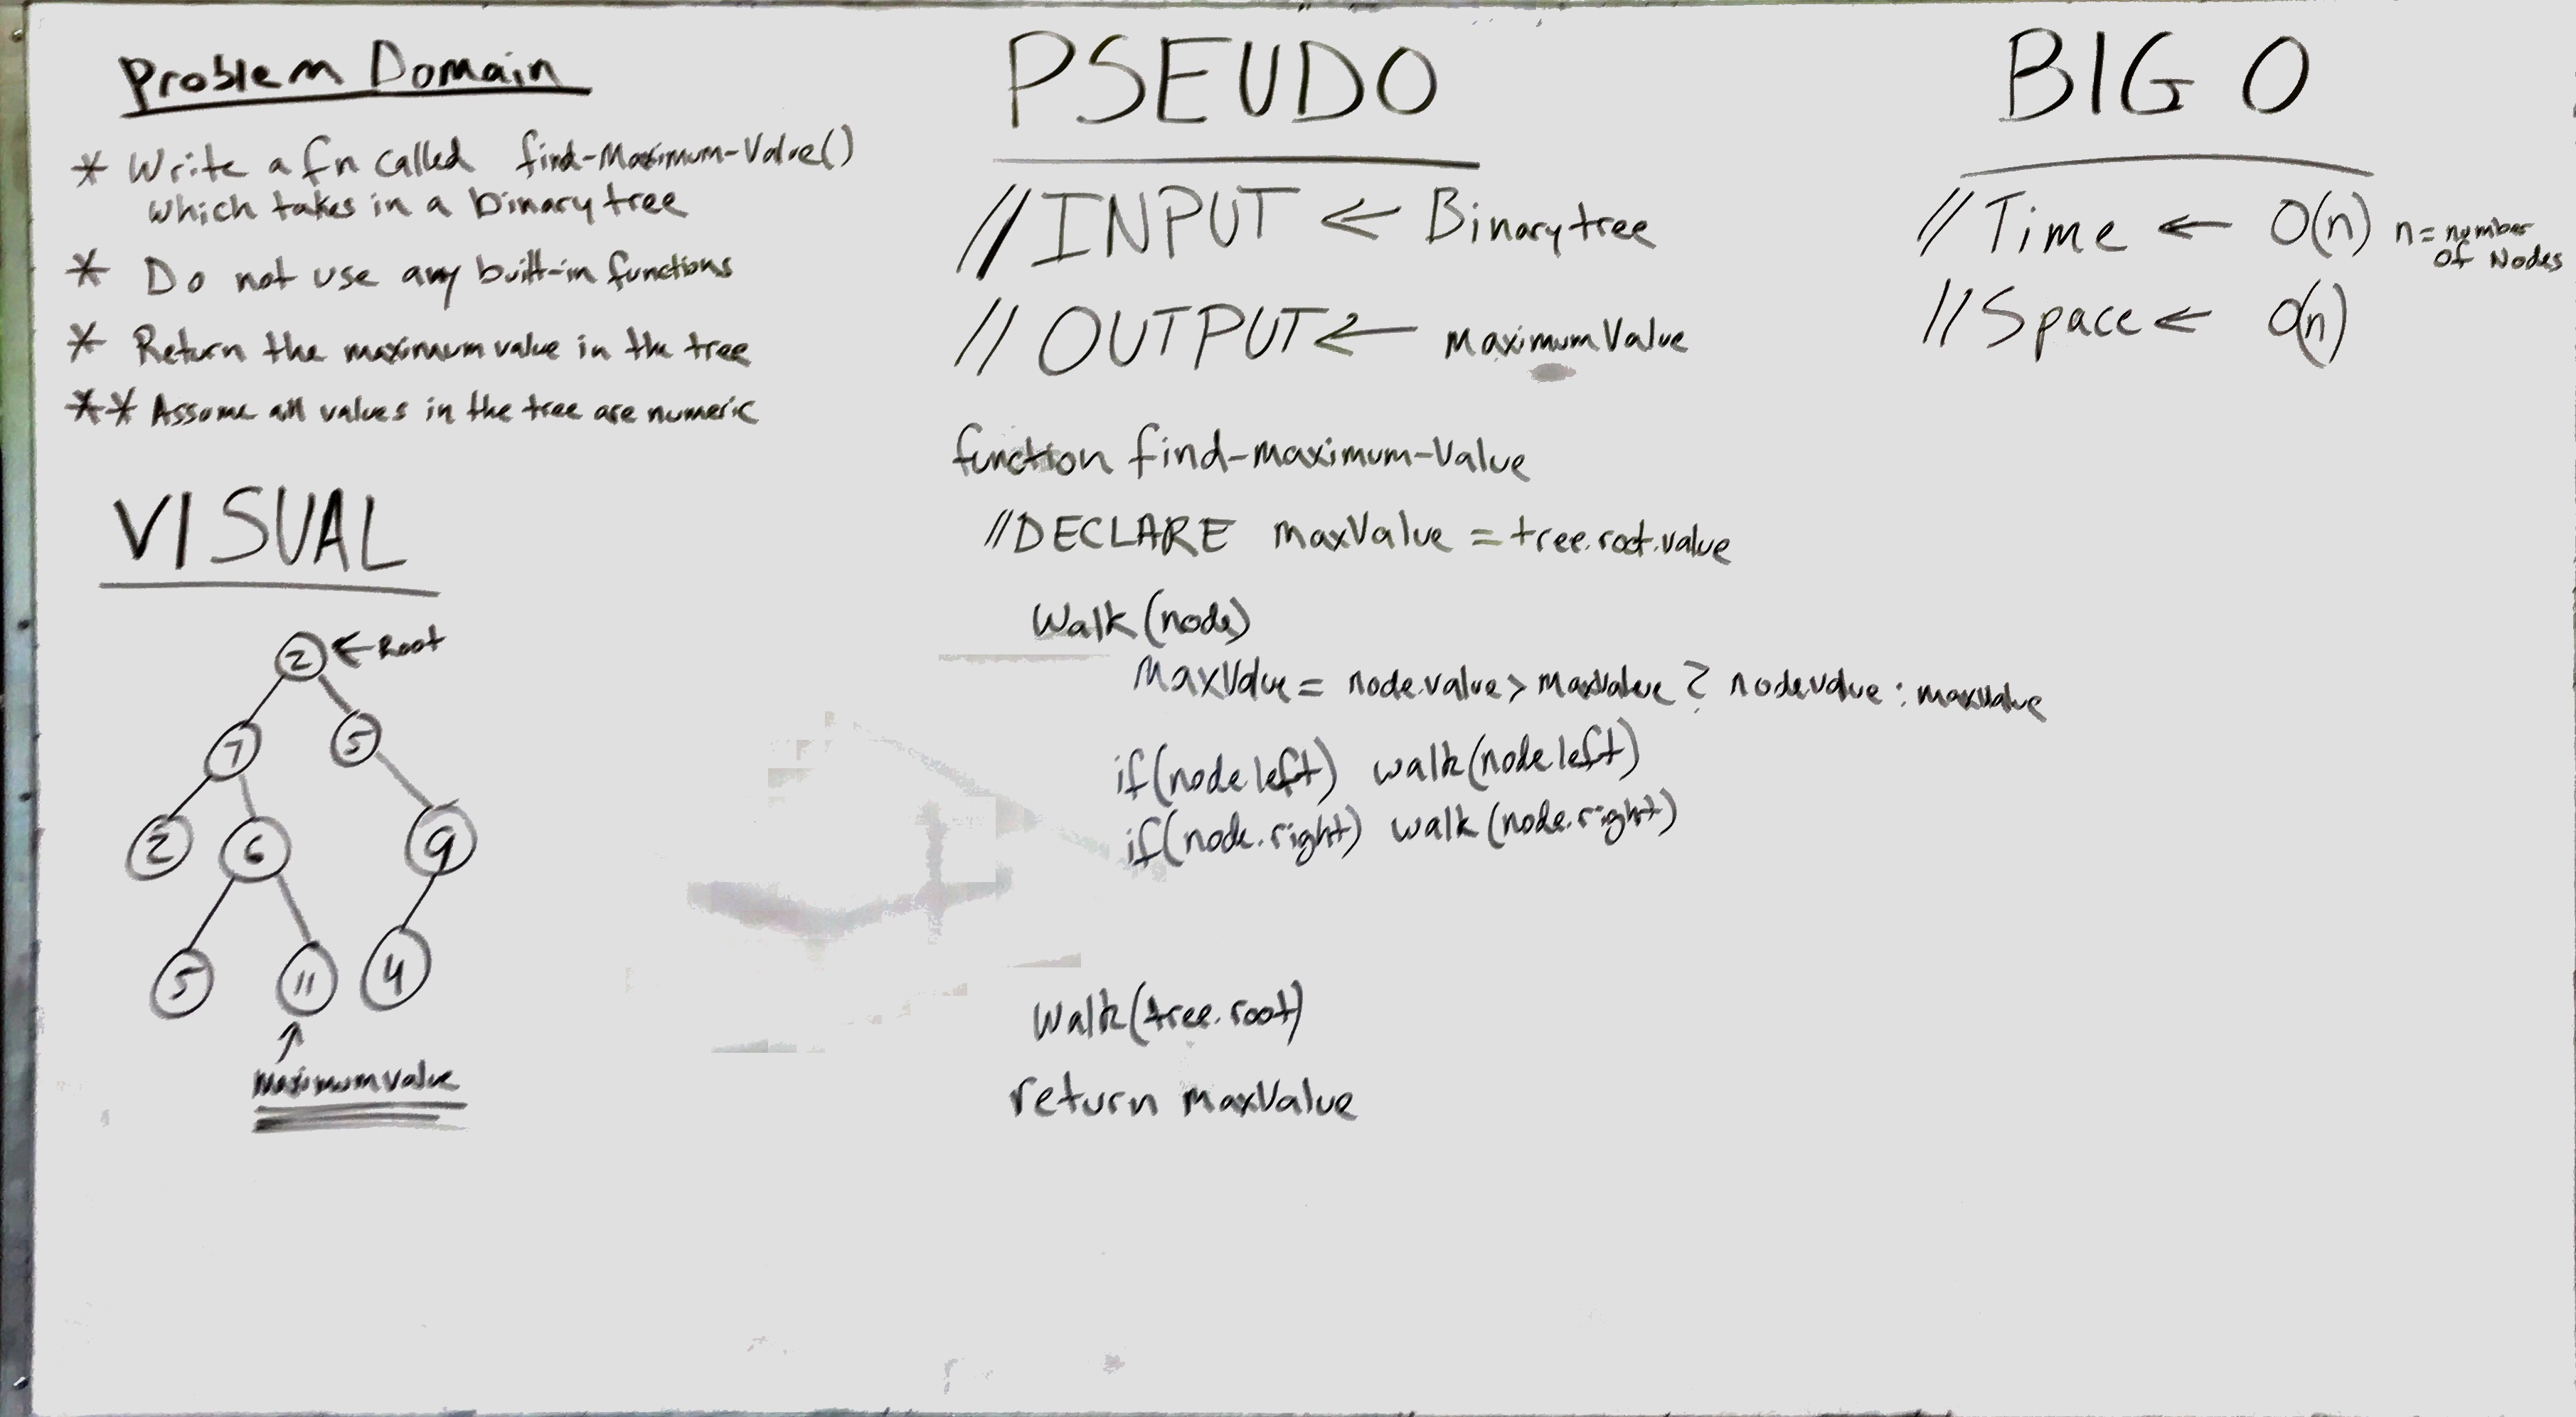 Problem Domain
* Write a fn called find-Maximum-Value()
which takes in a binary tree
* Do not use any built-in functions
* Return the maximum value in the tree
** Assume all values in the tree are numeric
VISUAL
2 ← Root
7 5
2 6 9
5 11 4
↑
Maximum value
PSEUDO
// INPUT ← Binary tree
// OUTPUT ← Maximum Value
function find-maximum-Value
// DECLARE maxValue = tree.root.value
Walk(node)
MaxValue = node.value > maxValue ? node.value : maxvalue
if(node.left) walk(node.left)
if(node.right) walk(node.right)
Walk(tree.root)
return maxValue
BIG O
// Time ← O(n) n = number
of Nodes
// Space ← O(n)